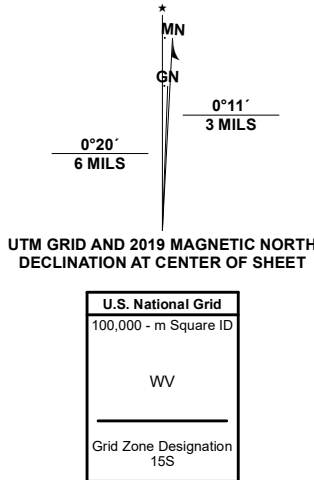 ★
MN
GN
0°11´
3 MILS
0°20´
6 MILS
UTM GRID AND 2019 MAGNETIC NORTH
DECLINATION AT CENTER OF SHEET
U.S. National Grid
100,000 - m Square ID
WV
Grid Zone Designation
15S